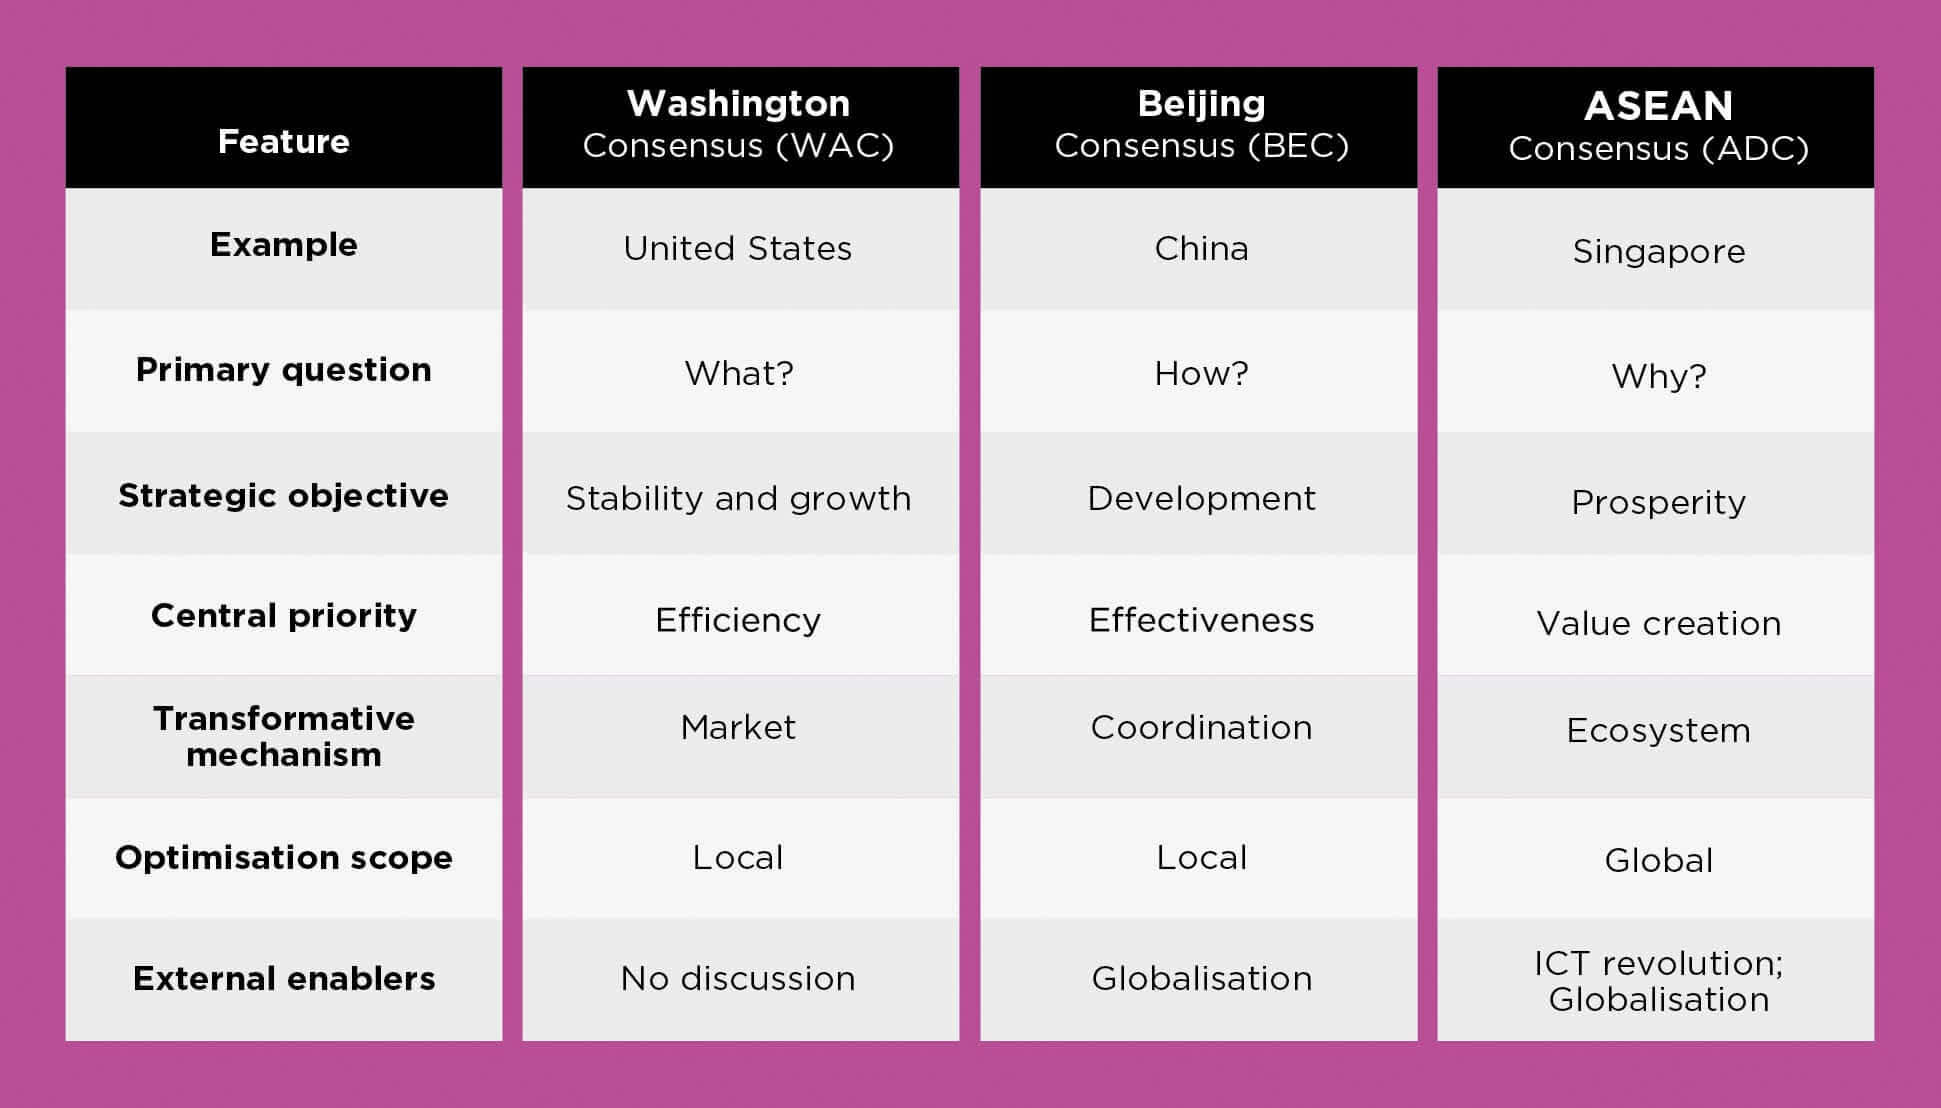 Feature
Washington
Consensus (WAC)
Beijing
Consensus (BEC)
ASEAN
Consensus (ADC)
Example
United States
China
Singapore
Primary question
What?
How?
Why?
Strategic objective
Stability and growth
Development
Prosperity
Central priority
Efficiency
Effectiveness
Value creation
Transformative
mechanism
Market
Coordination
Ecosystem
Optimisation scope
Local
Local
Global
External enablers
No discussion
Globalisation
ICT revolution;
Globalisation